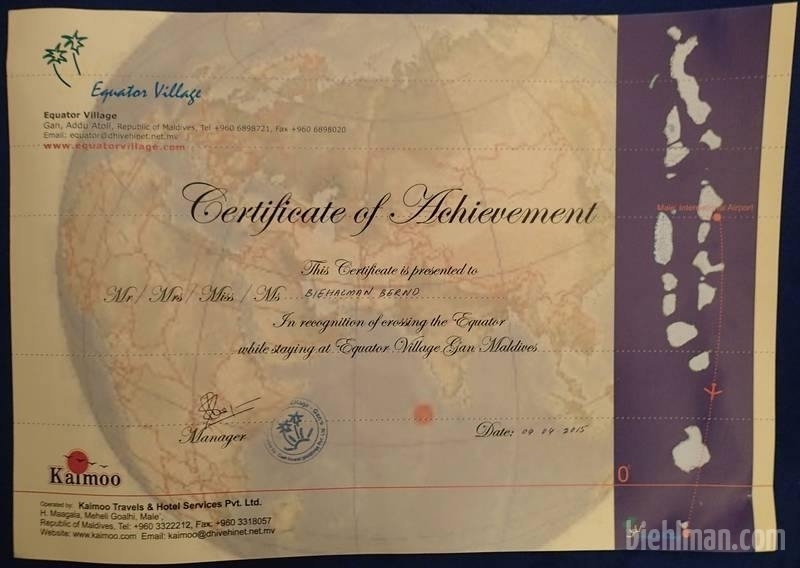 Equator Village
Equator Village
Gan, Addu Atoll, Republic of Maldives, Tel +960 6898721, Fax +960 6898020
Email: equator@dhivehinet.net.mv
www.equatorvillage.com
Certificate of Achievement
This Certificate is presented to
Mr / Mrs / Miss / Ms BIEHALMAN BERND
In recognition of crossing the Equator
while staying at Equator Village Gan Maldives
Male' International Airport
Manager
Date: 09 04 2015
0°
Kaimoo
Operated by: Kaimoo Travels & Hotel Services Pvt. Ltd.
H. Maagala, Meheli Goalhi, Male',
Republic of Maldives, Tel: +960 3322212, Fax: +960 3318057
Website: www.kaimoo.com Email: kaimoo@dhivehinet.net.mv
biehlman.com